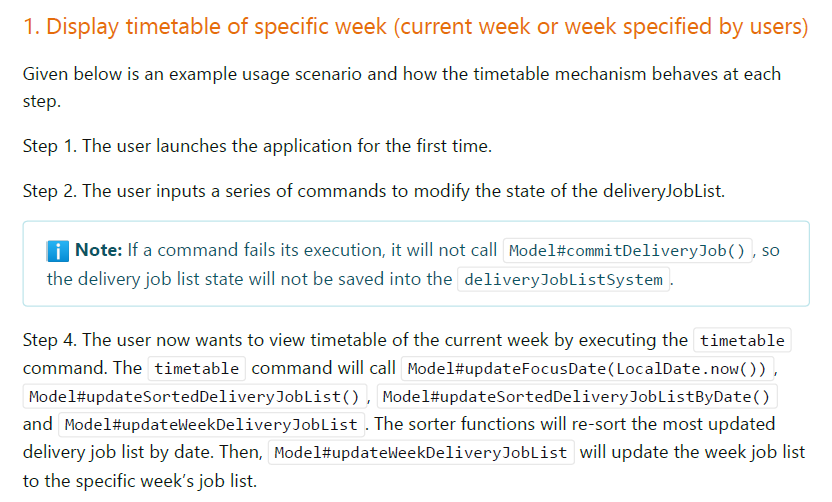 1. Display timetable of specific week (current week or week specified by users)
Given below is an example usage scenario and how the timetable mechanism behaves at each
step.
Step 1. The user launches the application for the first time.
Step 2. The user inputs a series of commands to modify the state of the deliveryJobList.
i Note: If a command fails its execution, it will not call Model#commitDeliveryJob() , so
the delivery job list state will not be saved into the deliveryJobListSystem .
Step 4. The user now wants to view timetable of the current week by executing the timetable
command. The timetable command will call Model#updateFocusDate(LocalDate.now()) ,
Model#updateSortedDeliveryJobList() , Model#updateSortedDeliveryJobListByDate()
and Model#updateWeekDeliveryJobList . The sorter functions will re-sort the most updated
delivery job list by date. Then, Model#updateWeekDeliveryJobList will update the week job list
to the specific week's job list.